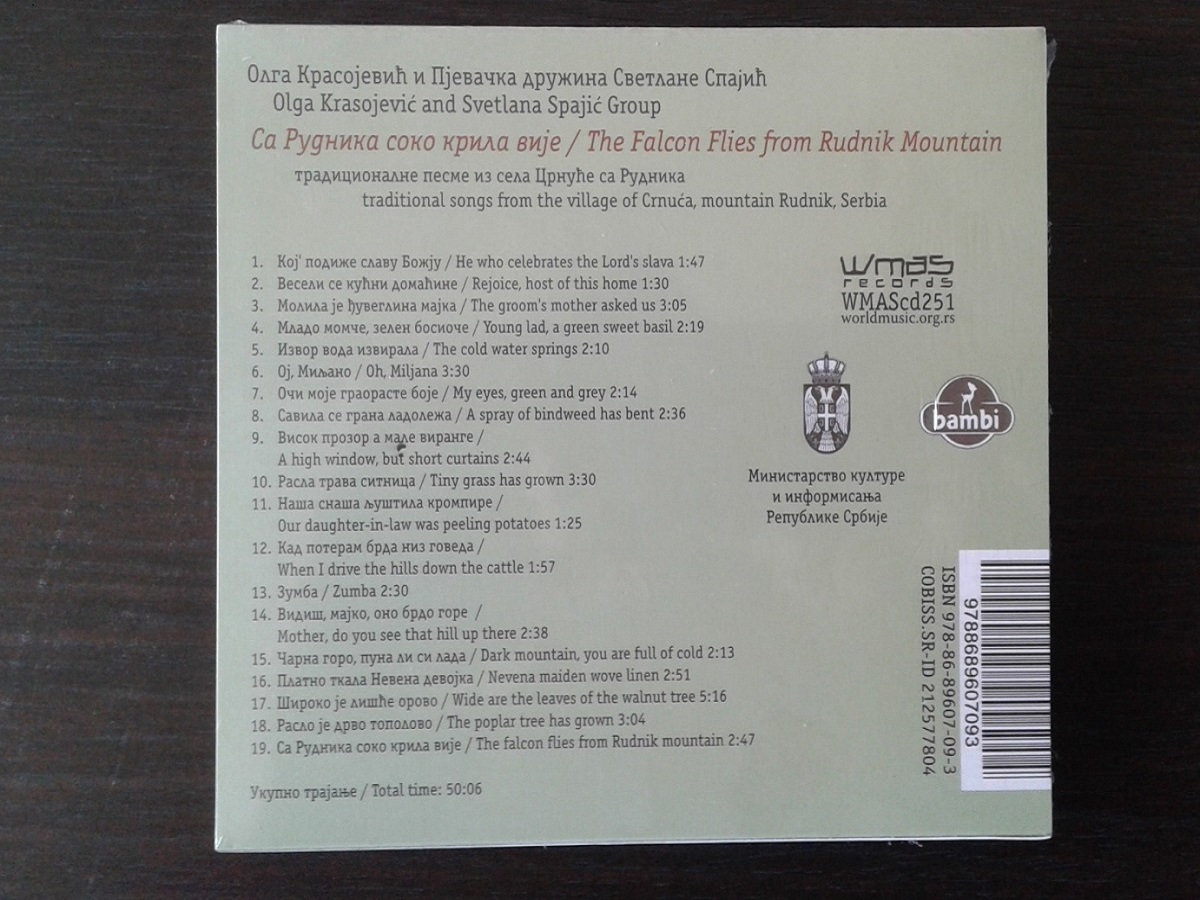 Олга Красојевић и Пјевачка дружина Светлане Спајић
Olga Krasojević and Svetlana Spajić Group
Са Рудника соко крила вије / The Falcon Flies from Rudnik Mountain
традиционалне песме из села Црнуће са Рудника
traditional songs from the village of Crnuća, mountain Rudnik, Serbia
1. Кој' подиже славу Божју / He who celebrates the Lord's slava 1:47
2. Весели се кућни домаћине / Rejoice, host of this home 1:30
3. Молила је ђувеглина мајка / The groom's mother asked us 3:05
4. Младо момче, зелен босиоче / Young lad, a green sweet basil 2:19
5. Извор вода извирала / The cold water springs 2:10
6. Ој, Миљано / Oh, Miljana 3:30
7. Очи моје граорасте боје / My eyes, green and grey 2:14
8. Савила се грана ладолежа / A spray of bindweed has bent 2:36
9. Висок прозор а мале виранге /
A high window, but short curtains 2:44
10. Расла трава ситница / Tiny grass has grown 3:30
11. Наша снаша љуштила кромпире /
Our daughter-in-law was peeling potatoes 1:25
12. Кад потерам брда низ говеда /
When I drive the hills down the cattle 1:57
13. Зумба / Zumba 2:30
14. Видиш, мајко, оно брдо горе /
Mother, do you see that hill up there 2:38
15. Чарна горо, пуна ли си лада / Dark mountain, you are full of cold 2:13
16. Платно ткала Невена девојка / Nevena maiden wove linen 2:51
17. Широко је лишће орово / Wide are the leaves of the walnut tree 5:16
18. Расло је дрво тополово / The poplar tree has grown 3:04
19. Са Рудника соко крила вије / The falcon flies from Rudnik mountain 2:47
Укупно трајање / Total time: 50:06
wmas
records
WMAScd251
worldmusic.org.rs
bambi
Министарство културе
и информисања
Републике Србије
ISBN 978-86-89607-09-3
COBISS.SR-ID 212577804
9788689607093